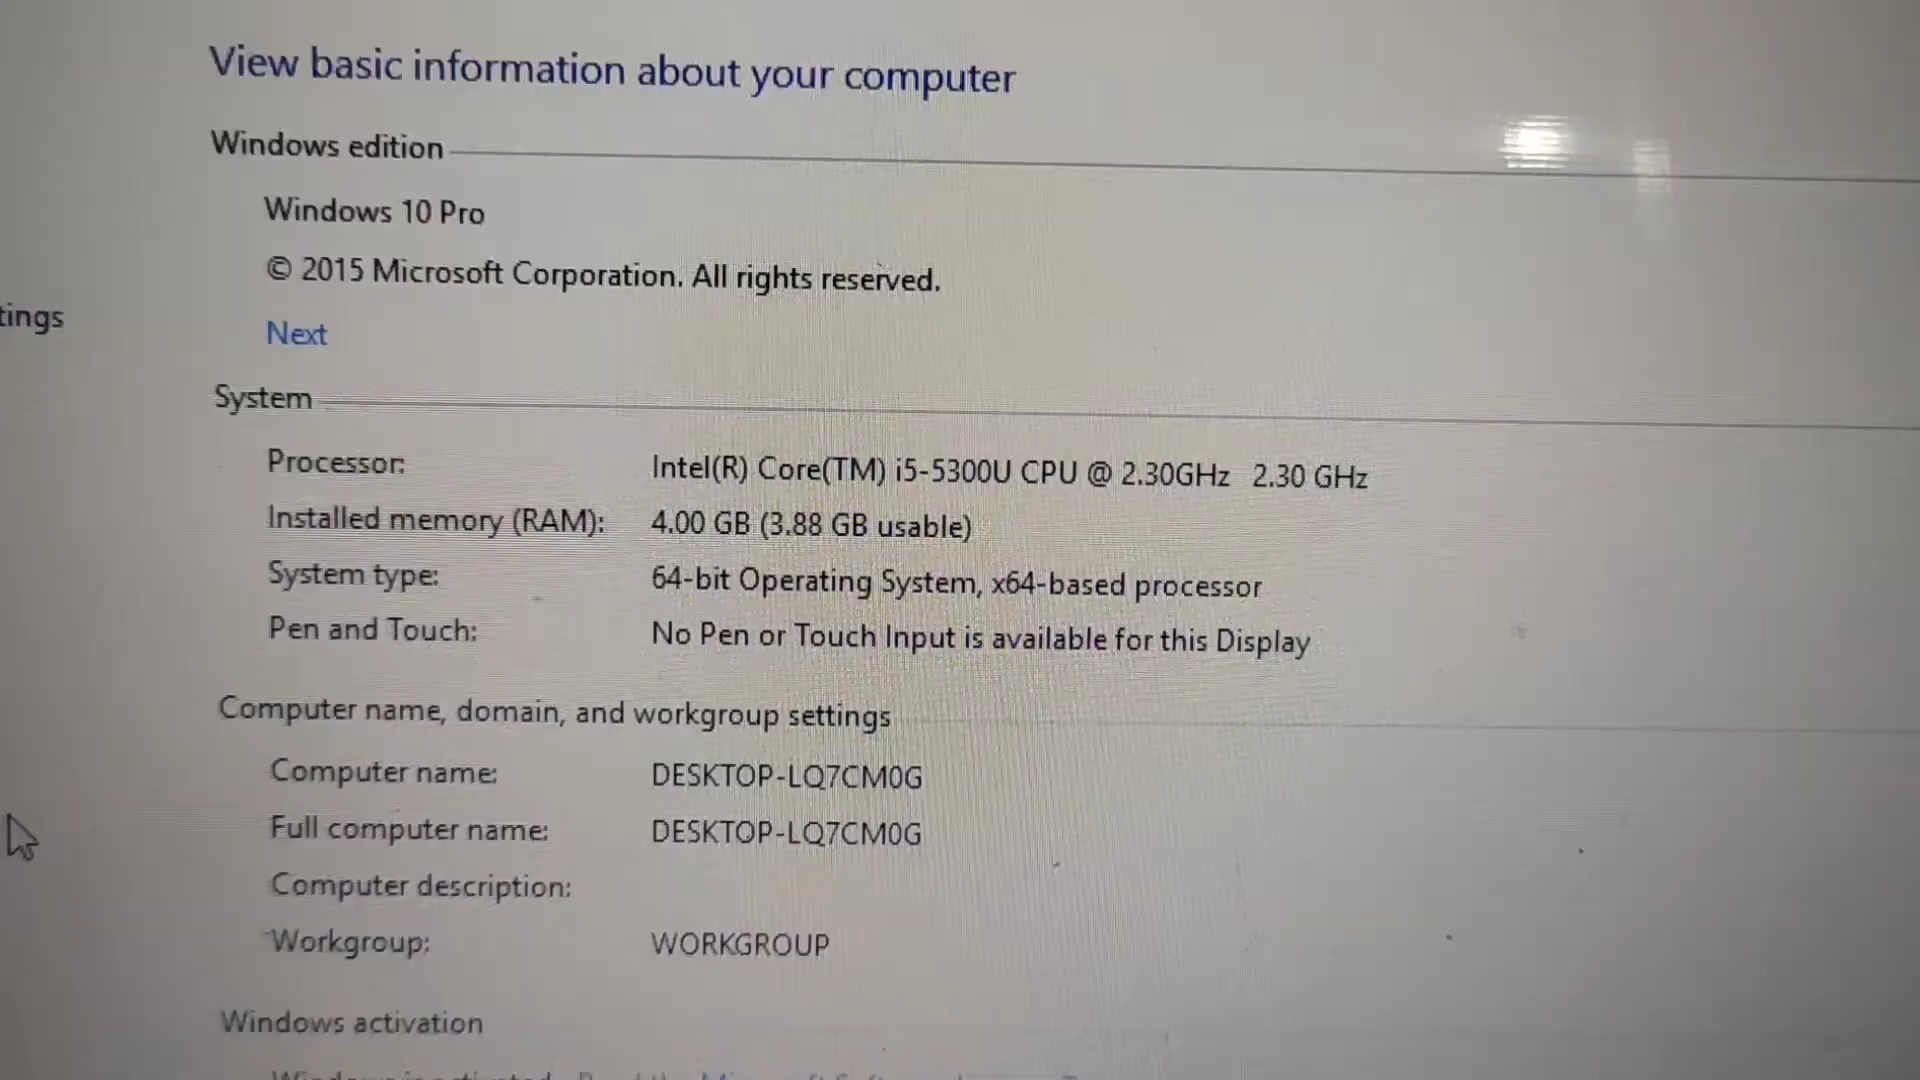 View basic information about your computer
Windows edition
Windows 10 Pro
© 2015 Microsoft Corporation. All rights reserved.
tings
Next
System
Processor: Intel(R) Core(TM) i5-5300U CPU @ 2.30GHz 2.30 GHz
Installed memory (RAM): 4.00 GB (3.88 GB usable)
System type: 64-bit Operating System, x64-based processor
Pen and Touch: No Pen or Touch Input is available for this Display
Computer name, domain, and workgroup settings
Computer name: DESKTOP-LQ7CM0G
Full computer name: DESKTOP-LQ7CM0G
Computer description:
Workgroup: WORKGROUP
Windows activation